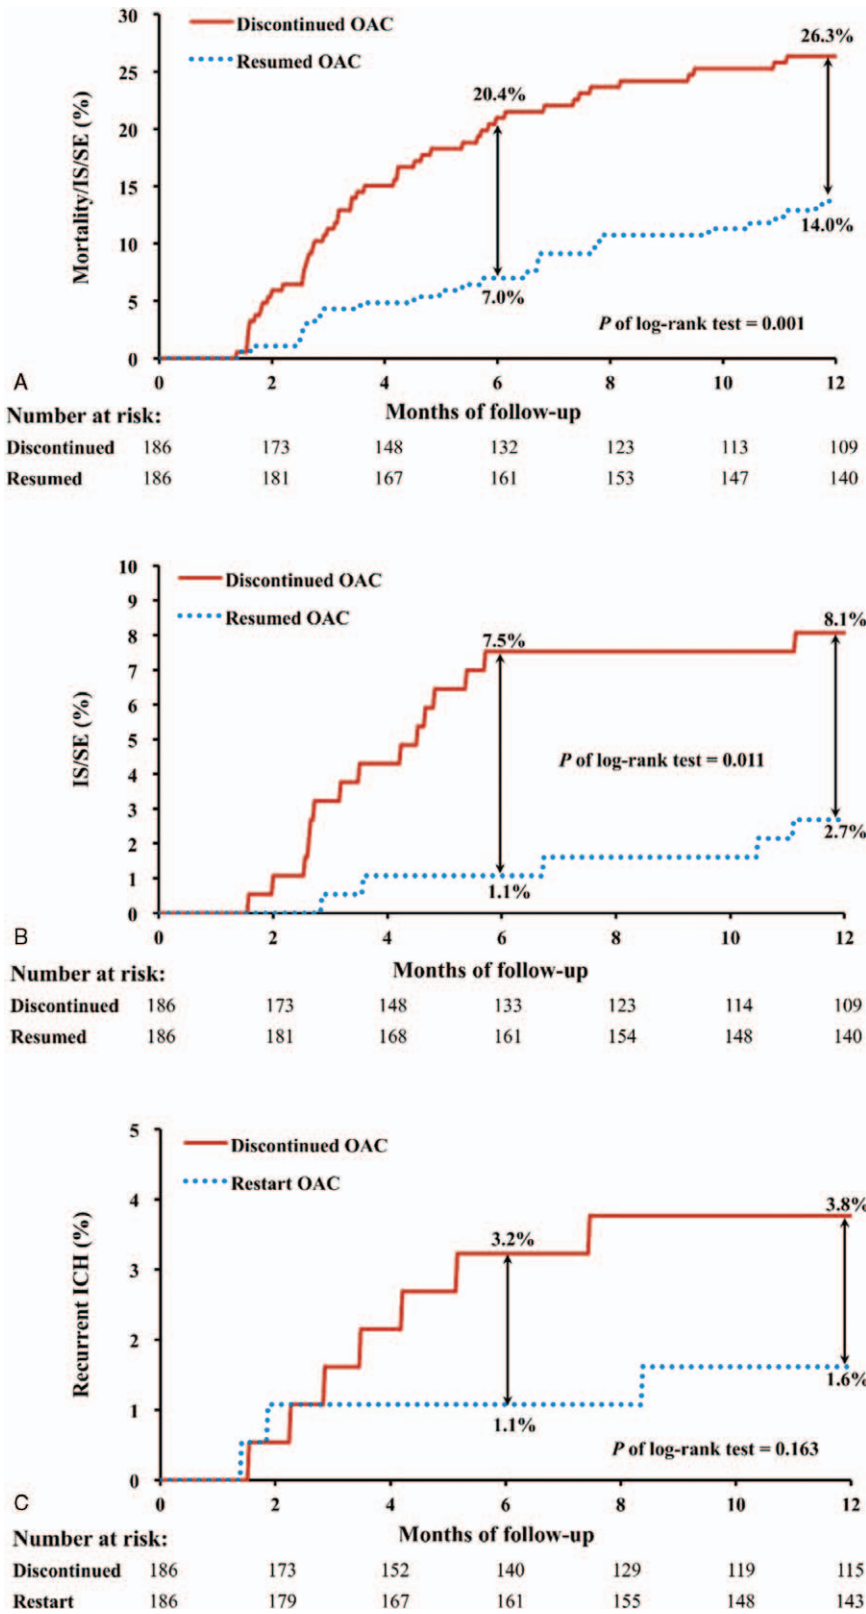 30
25
20
15
10
5
0
Mortality/IS/SE (%)
Discontinued OAC
Resumed OAC
20.4%
26.3%
7.0%
14.0%
P of log-rank test = 0.001
A
0 2 4 6 8 10 12
Number at risk: Months of follow-up
Discontinued 186 173 148 132 123 113 109
Resumed 186 181 167 161 153 147 140
10
9
8
7
6
5
4
3
2
1
0
IS/SE (%)
Discontinued OAC
Resumed OAC
7.5%
8.1%
P of log-rank test = 0.011
1.1%
2.7%
B
0 2 4 6 8 10 12
Number at risk: Months of follow-up
Discontinued 186 173 148 133 123 114 109
Resumed 186 181 168 161 154 148 140
5
4
3
2
1
0
Recurrent ICH (%)
Discontinued OAC
Restart OAC
3.2%
3.8%
1.1%
1.6%
P of log-rank test = 0.163
C
0 2 4 6 8 10 12
Number at risk: Months of follow-up
Discontinued 186 173 152 140 129 119 115
Restart 186 179 167 161 155 148 143